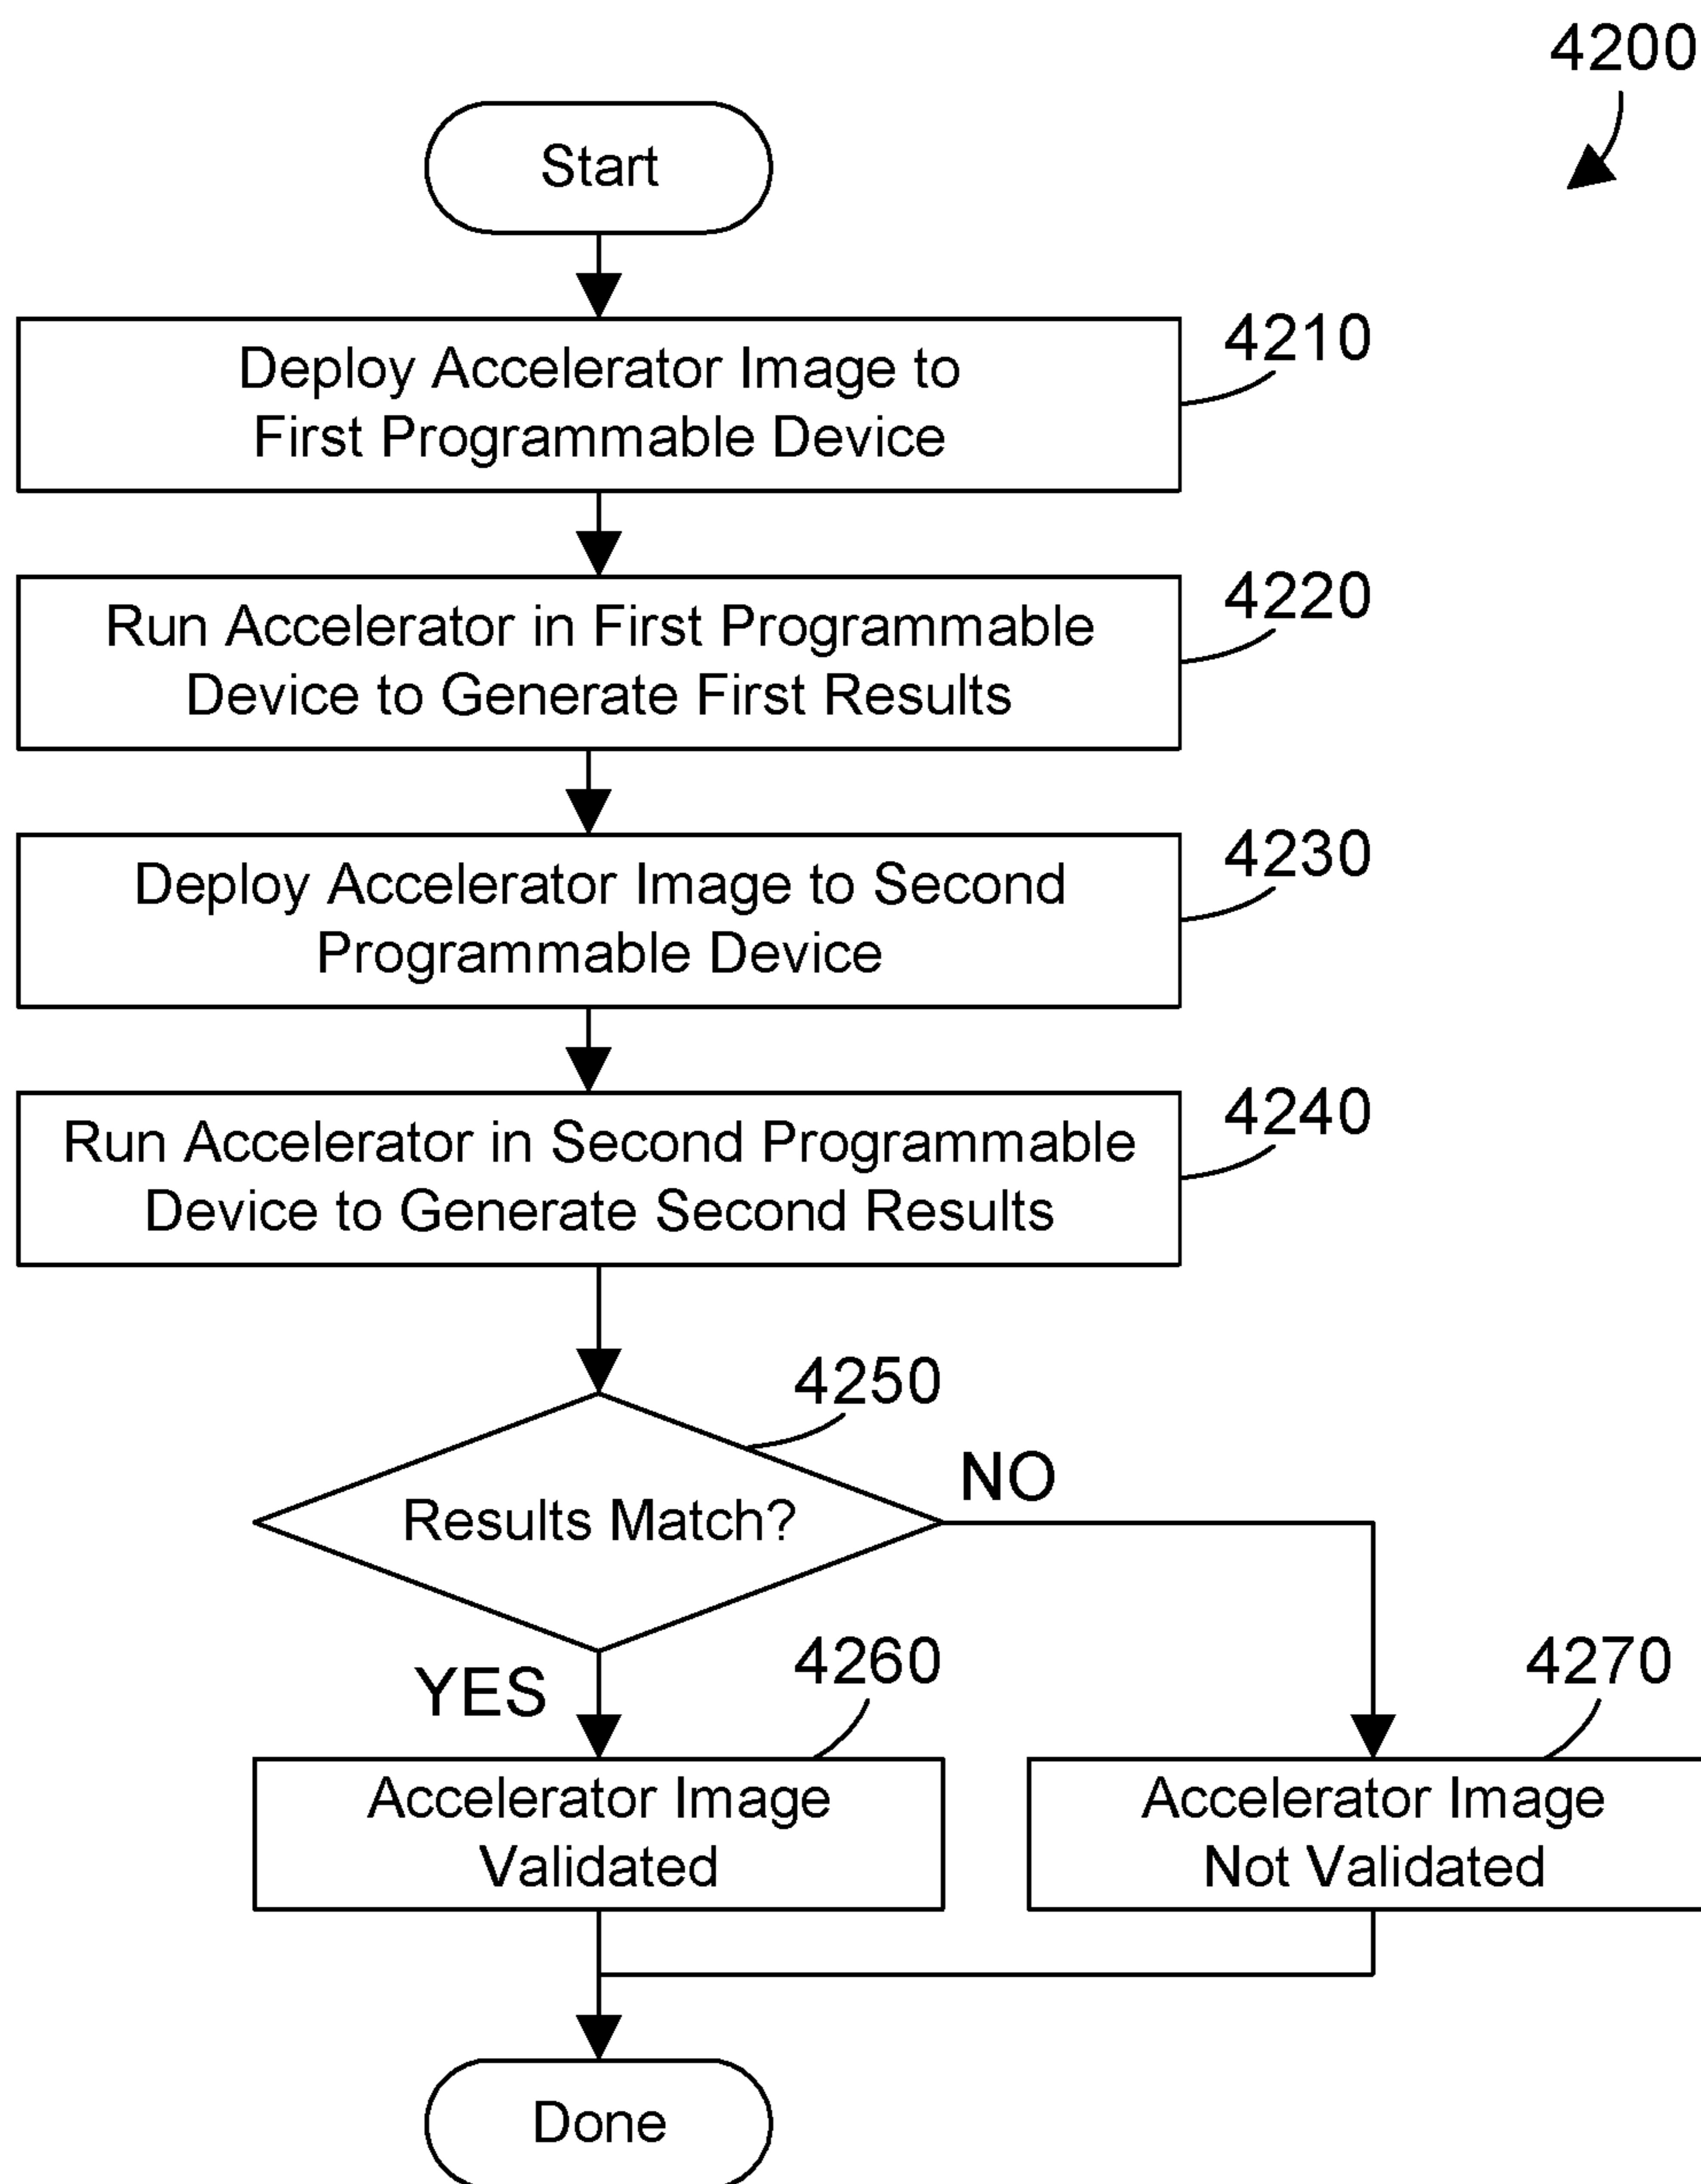 4200
Start
4210
Deploy Accelerator Image to
First Programmable Device
4220
Run Accelerator in First Programmable
Device to Generate First Results
4230
Deploy Accelerator Image to Second
Programmable Device
4240
Run Accelerator in Second Programmable
Device to Generate Second Results
4250
Results Match?
NO
YES
4260
Accelerator Image
Validated
4270
Accelerator Image
Not Validated
Done